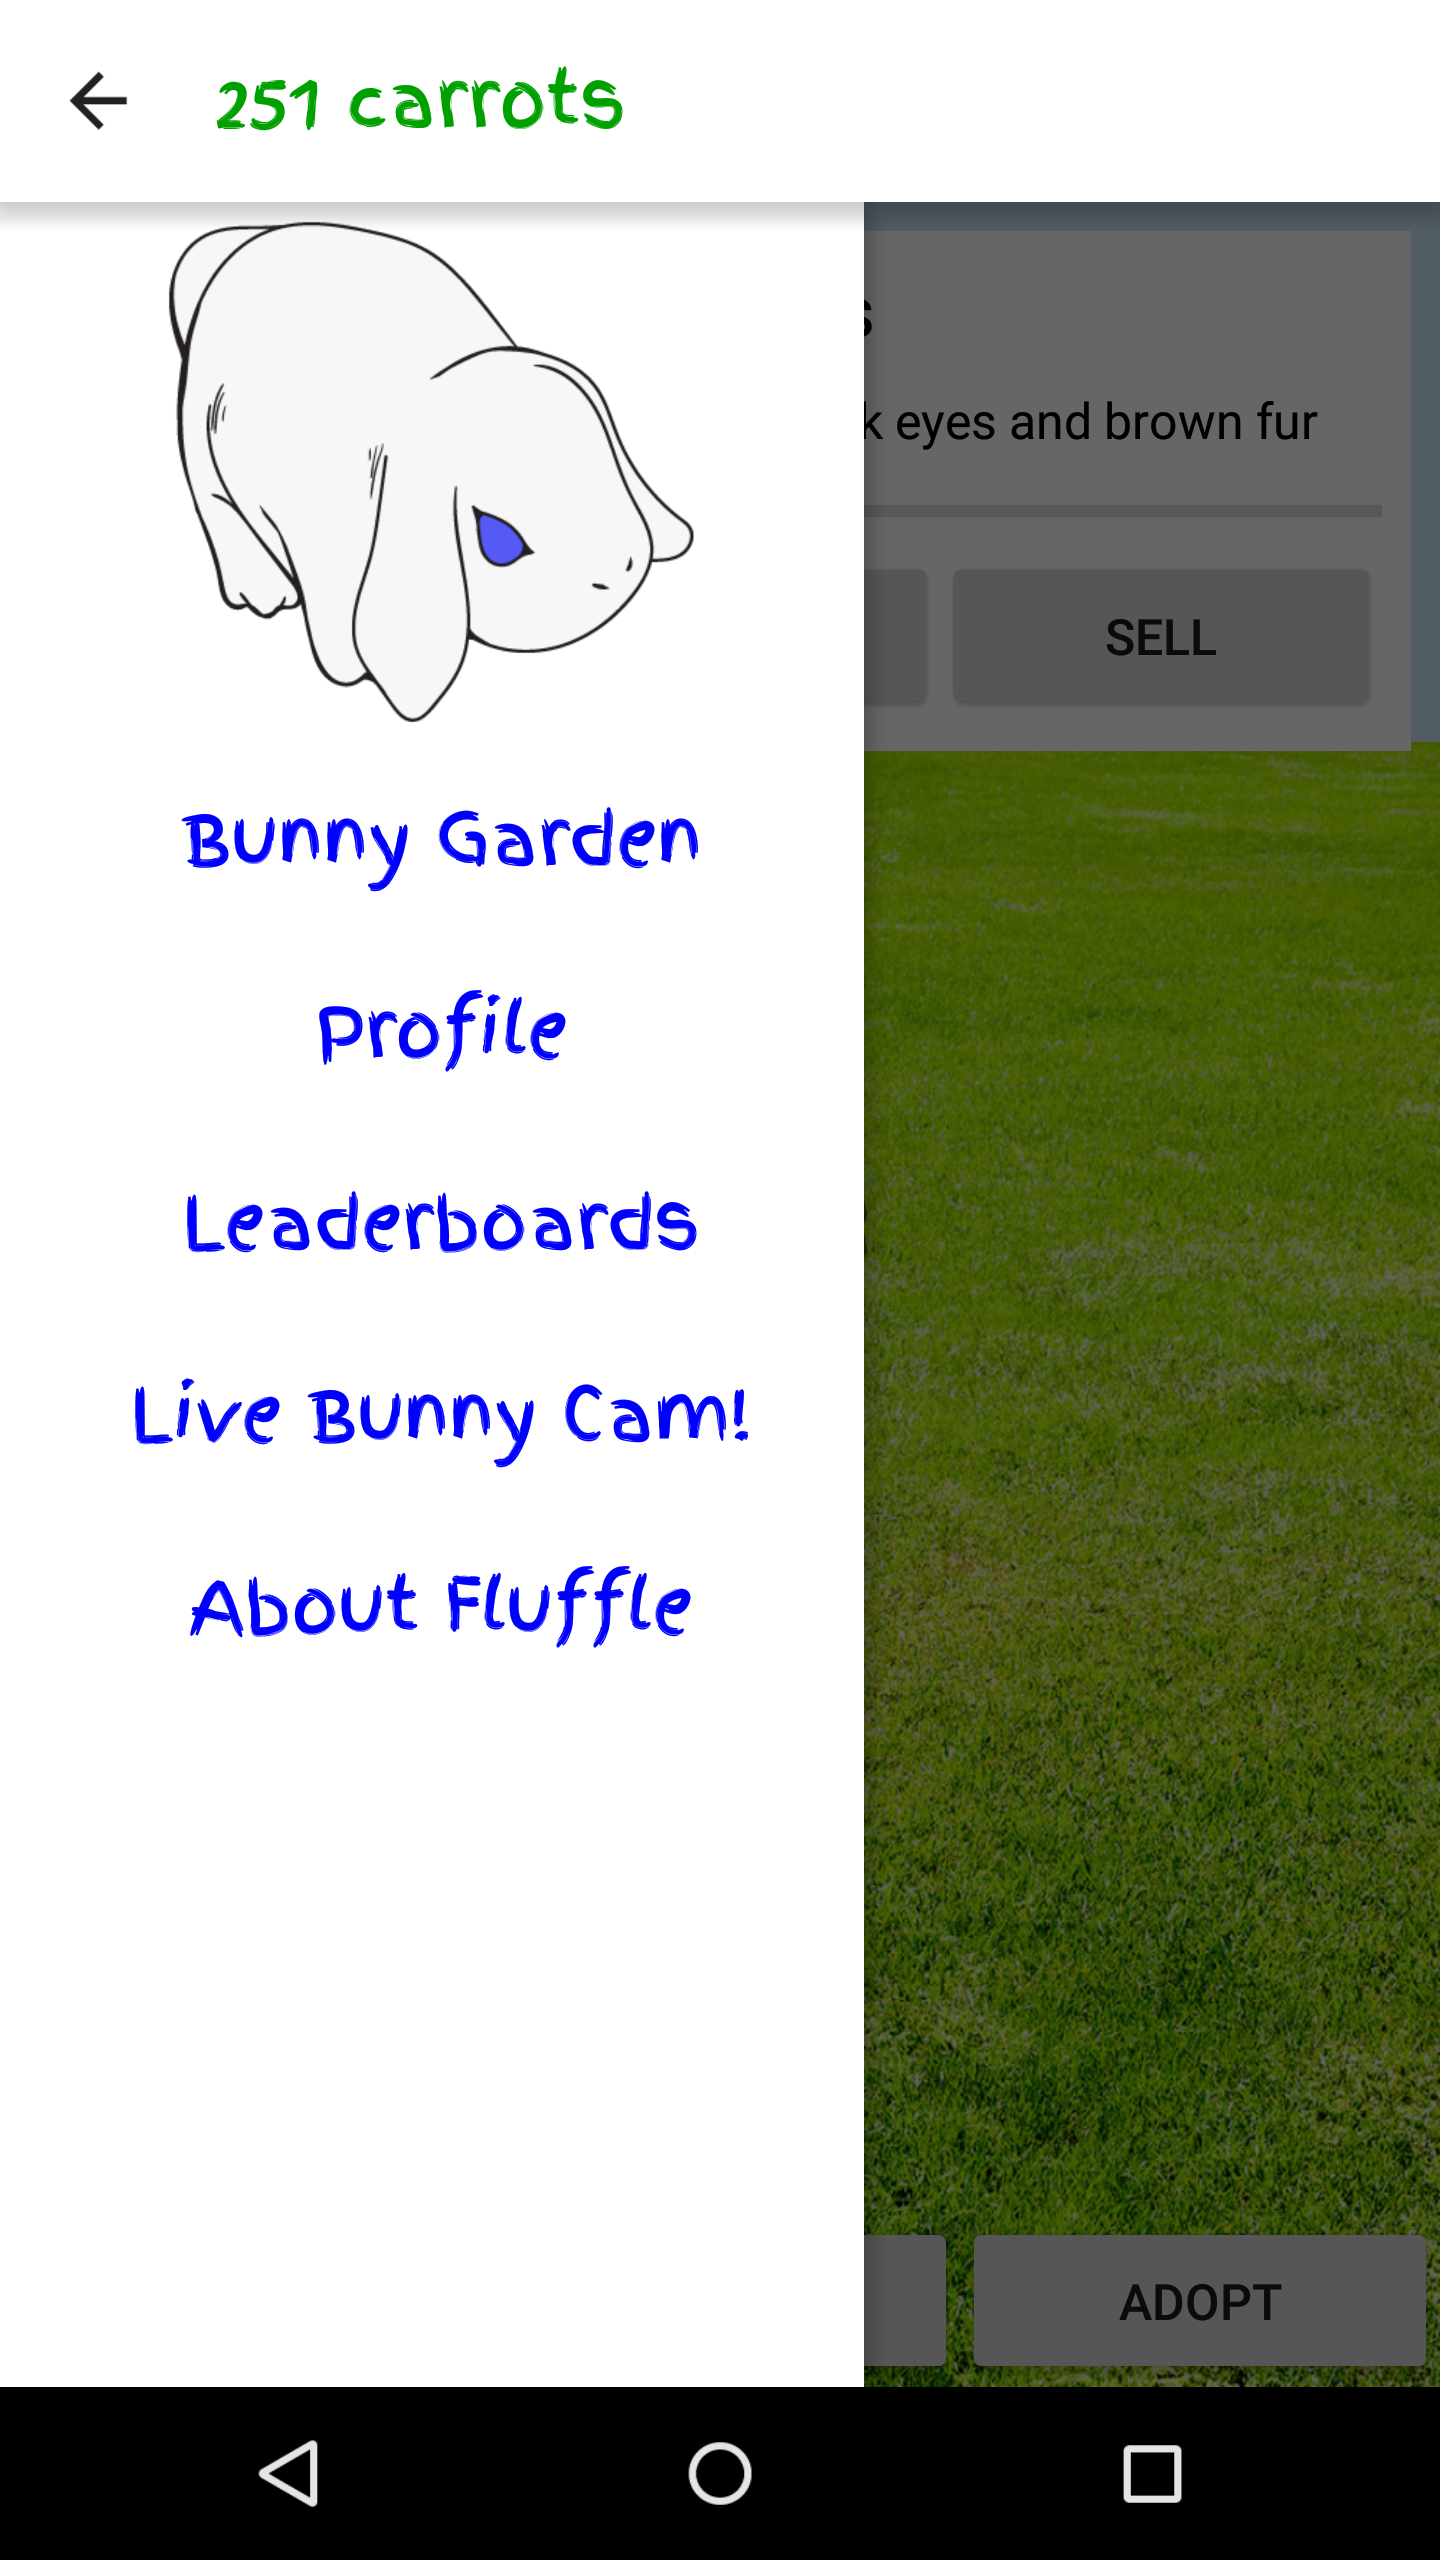 251 carrots
eyes and brown fur
SELL
Bunny Garden
Profile
Leaderboards
Live Bunny Cam!
About Fluffle
ADOPT